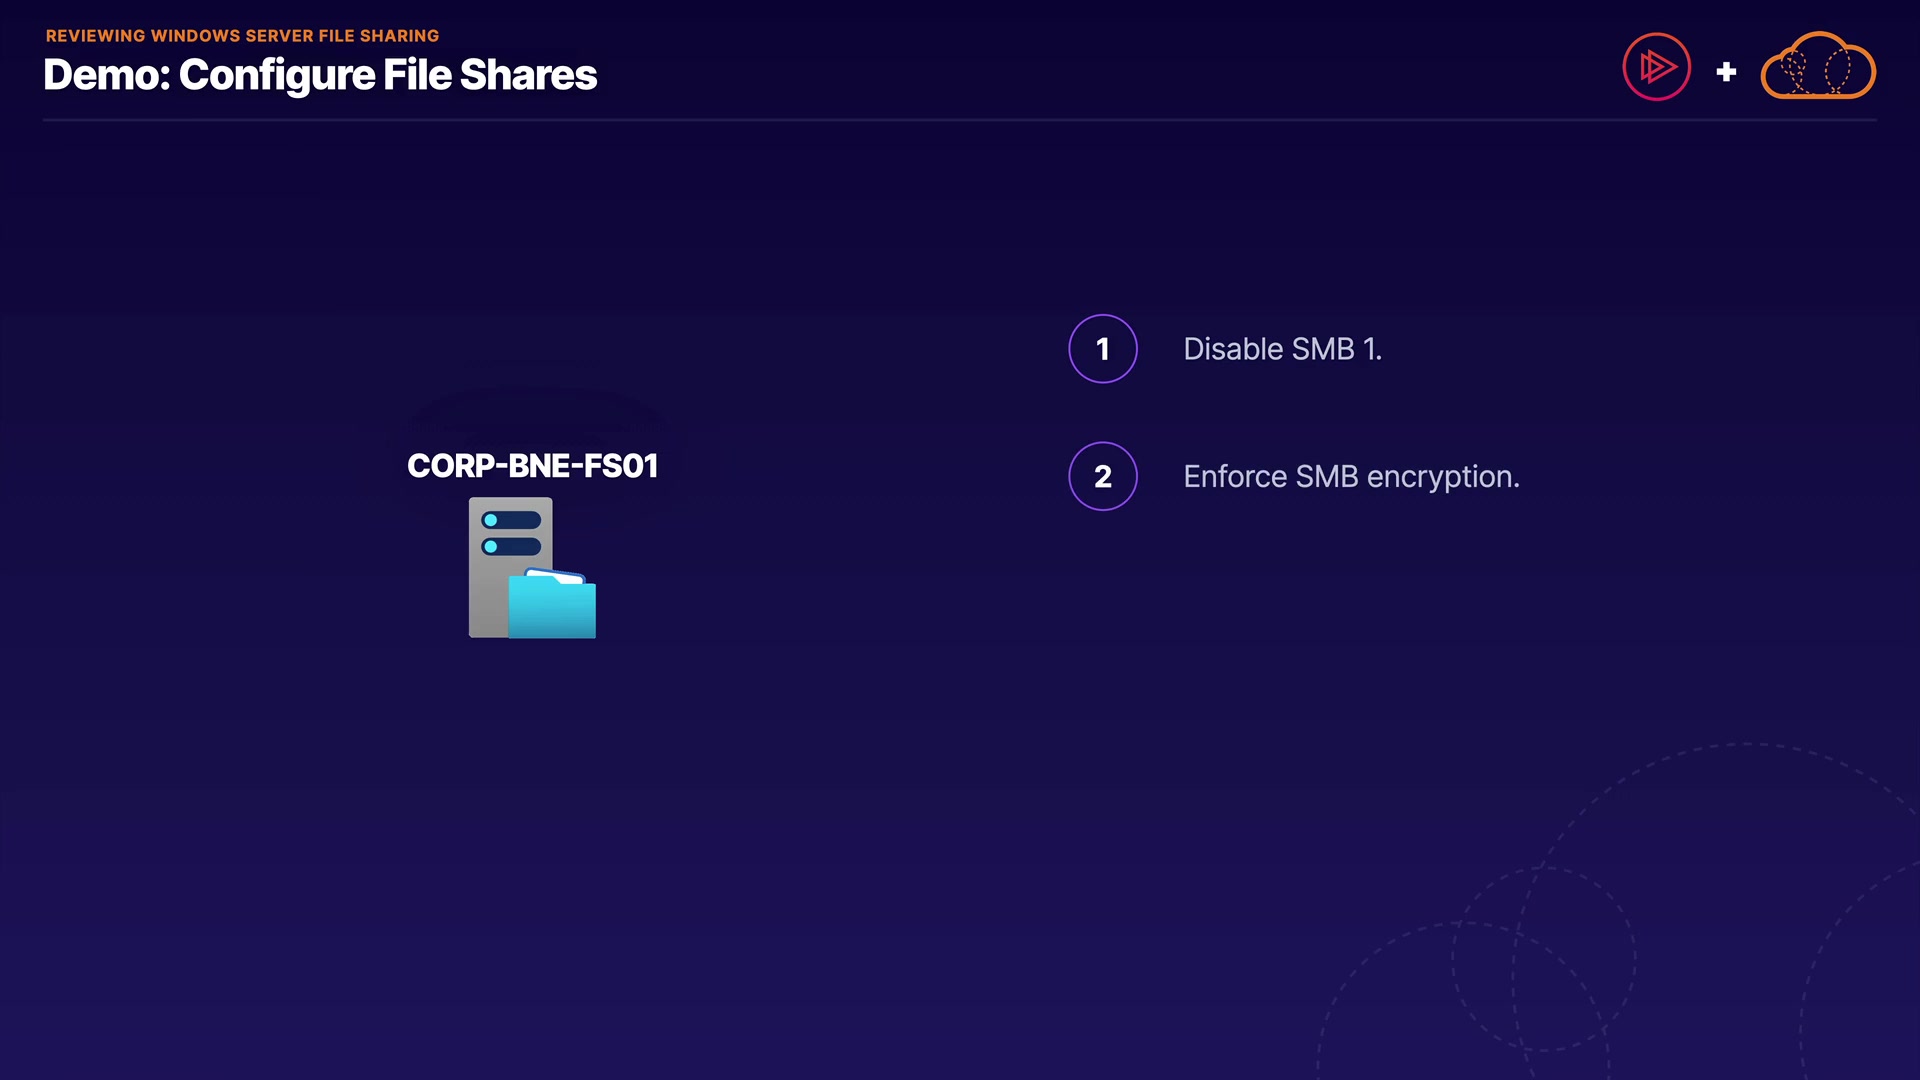 REVIEWING WINDOWS SERVER FILE SHARING
Demo: Configure File Shares
CORP-BNE-FS01
1 Disable SMB 1.
2 Enforce SMB encryption.